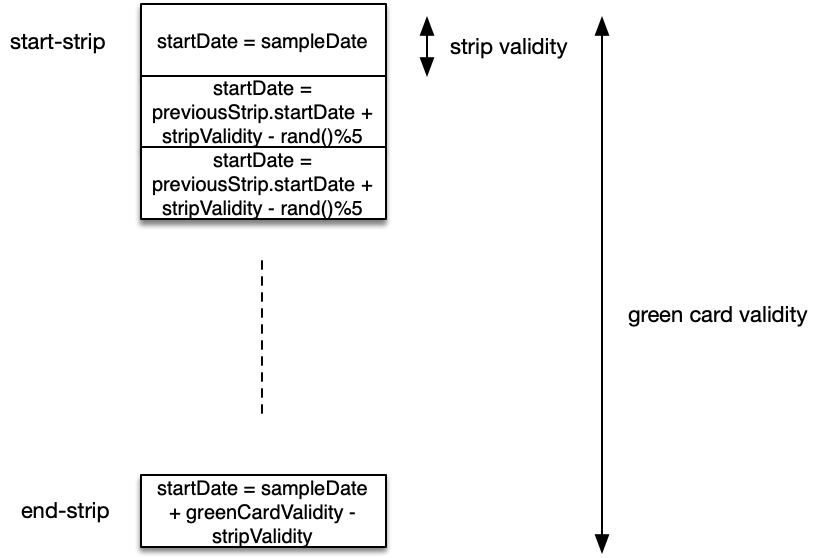 start-strip
startDate = sampleDate
strip validity
startDate =
previousStrip.startDate +
stripValidity - rand()%5
startDate =
previousStrip.startDate +
stripValidity - rand()%5
green card validity
end-strip
startDate = sampleDate
+ greenCardValidity -
stripValidity